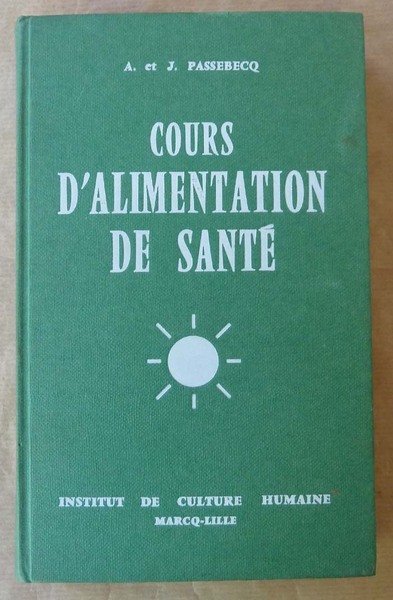 A. et J. PASSEBECQ
COURS
D'ALIMENTATION
DE SANTÉ
INSTITUT DE CULTURE HUMAINE
MARCQ-LILLE